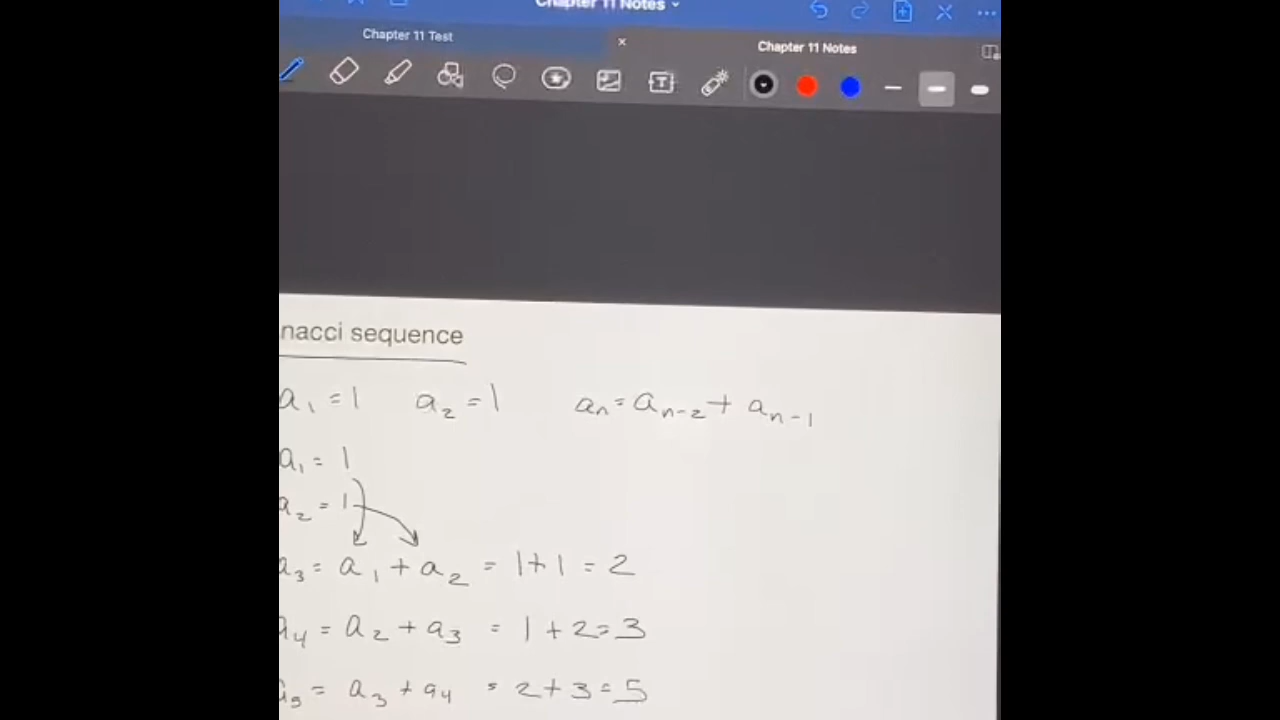 Chapter 11 Notes
Chapter 11 Test
Chapter 11 Notes
nacci sequence
a₁ = 1 a₂ = 1 aₙ = aₙ₋₂ + aₙ₋₁
a₁ = 1
a₂ = 1
a₃ = a₁ + a₂ = 1+1 = 2
a₄ = a₂ + a₃ = 1+2=3
a₅ = a₃ + a₄ = 2+3=5